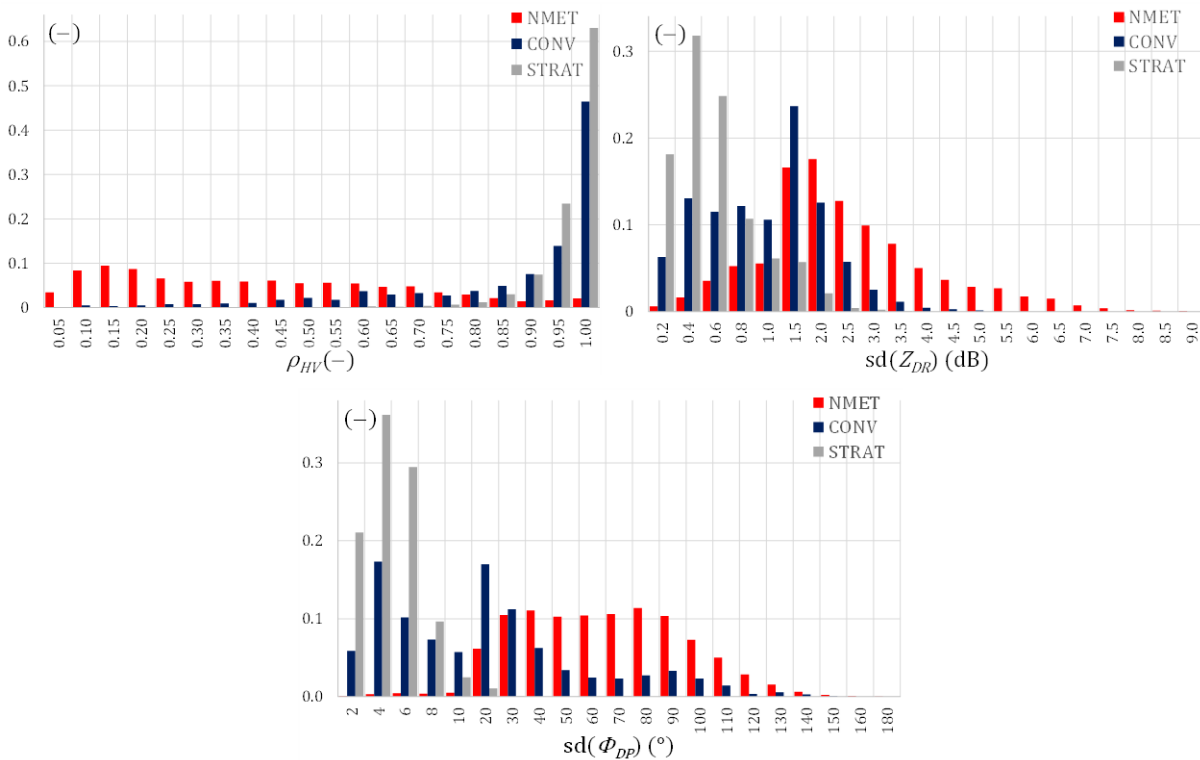 (−)
NMET
CONV
STRAT
0.6
0.5
0.4
0.3
0.2
0.1
0
0.05 0.10 0.15 0.20 0.25 0.30 0.35 0.40 0.45 0.50 0.55 0.60 0.65 0.70 0.75 0.80 0.85 0.90 0.95 1.00
ρHV(−)
(−)
NMET
CONV
STRAT
0.3
0.2
0.1
0
0.2 0.4 0.6 0.8 1.0 1.5 2.0 2.5 3.0 3.5 4.0 4.5 5.0 5.5 6.0 6.5 7.0 7.5 8.0 8.5 9.0
sd(ZDR) (dB)
(−)
NMET
CONV
STRAT
0.3
0.2
0.1
0.0
2 4 6 8 10 20 30 40 50 60 70 80 90 100 110 120 130 140 150 160 180
sd(ΦDP) (°)